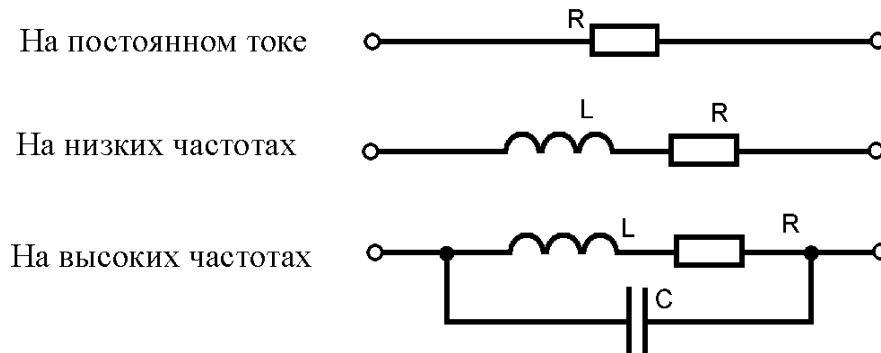 На постоянном токе
R
На низких частотах
L
R
На высоких частотах
L
R
C